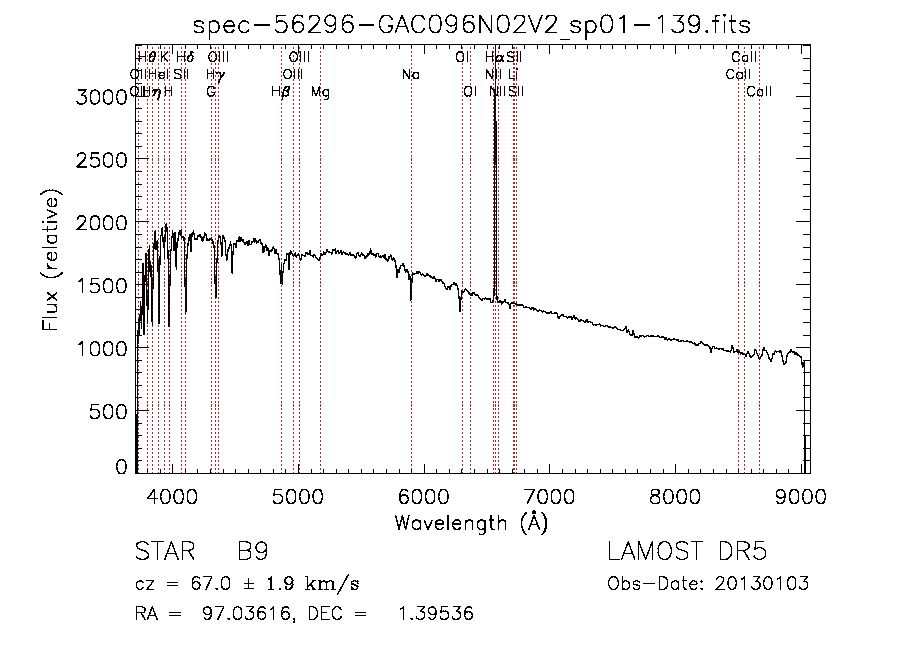 spec-56296-GAC096N02V2_sp01-139.fits
Hθ K Hδ OIII OIII OI Hα SII CaII
OII HeI SII Hγ OIII Na NII Li CaII
OII Hη H G Hβ Mg OI NII SII CaII
3000
2500
2000
1500
1000
500
0
Flux (relative)
4000 5000 6000 7000 8000 9000
Wavelength (Å)
STAR B9 LAMOST DR5
cz = 67.0 ± 1.9 km/s Obs-Date: 20130103
RA = 97.03616, DEC = 1.39536